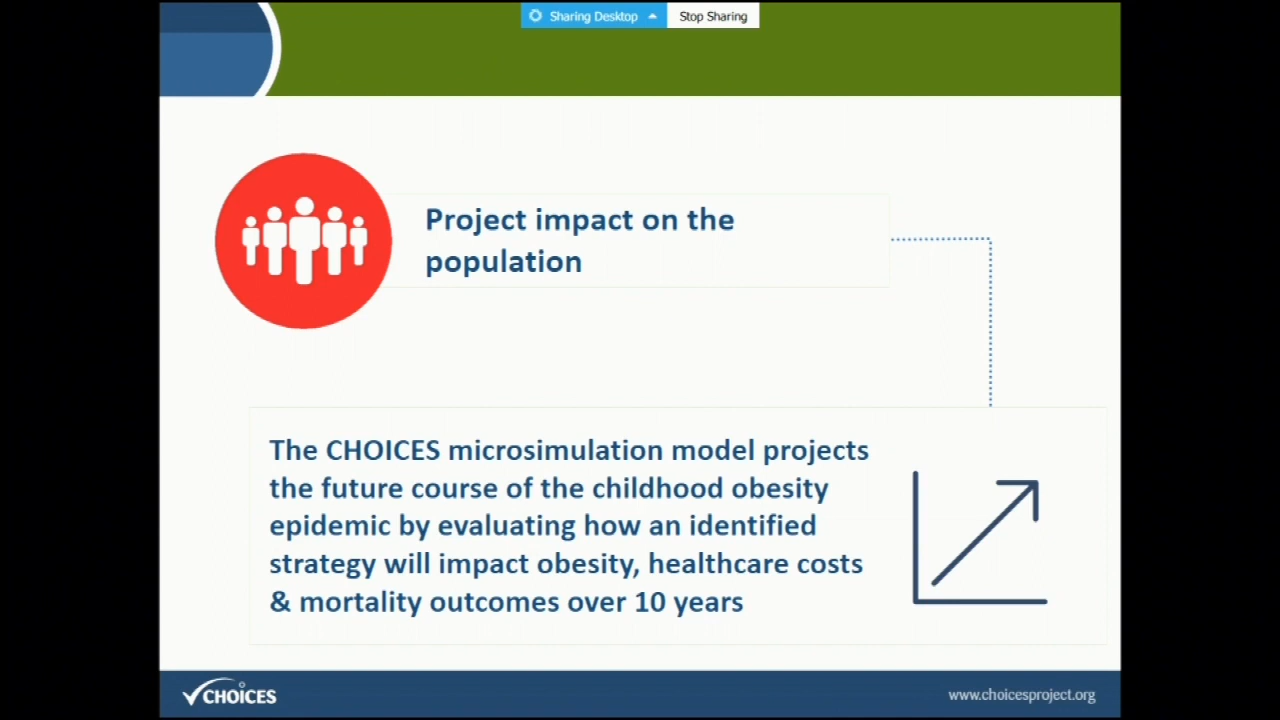 Sharing Desktop
Stop Sharing
Project impact on the
population
The CHOICES microsimulation model projects
the future course of the childhood obesity
epidemic by evaluating how an identified
strategy will impact obesity, healthcare costs
& mortality outcomes over 10 years
CHOICES
www.choicesproject.org